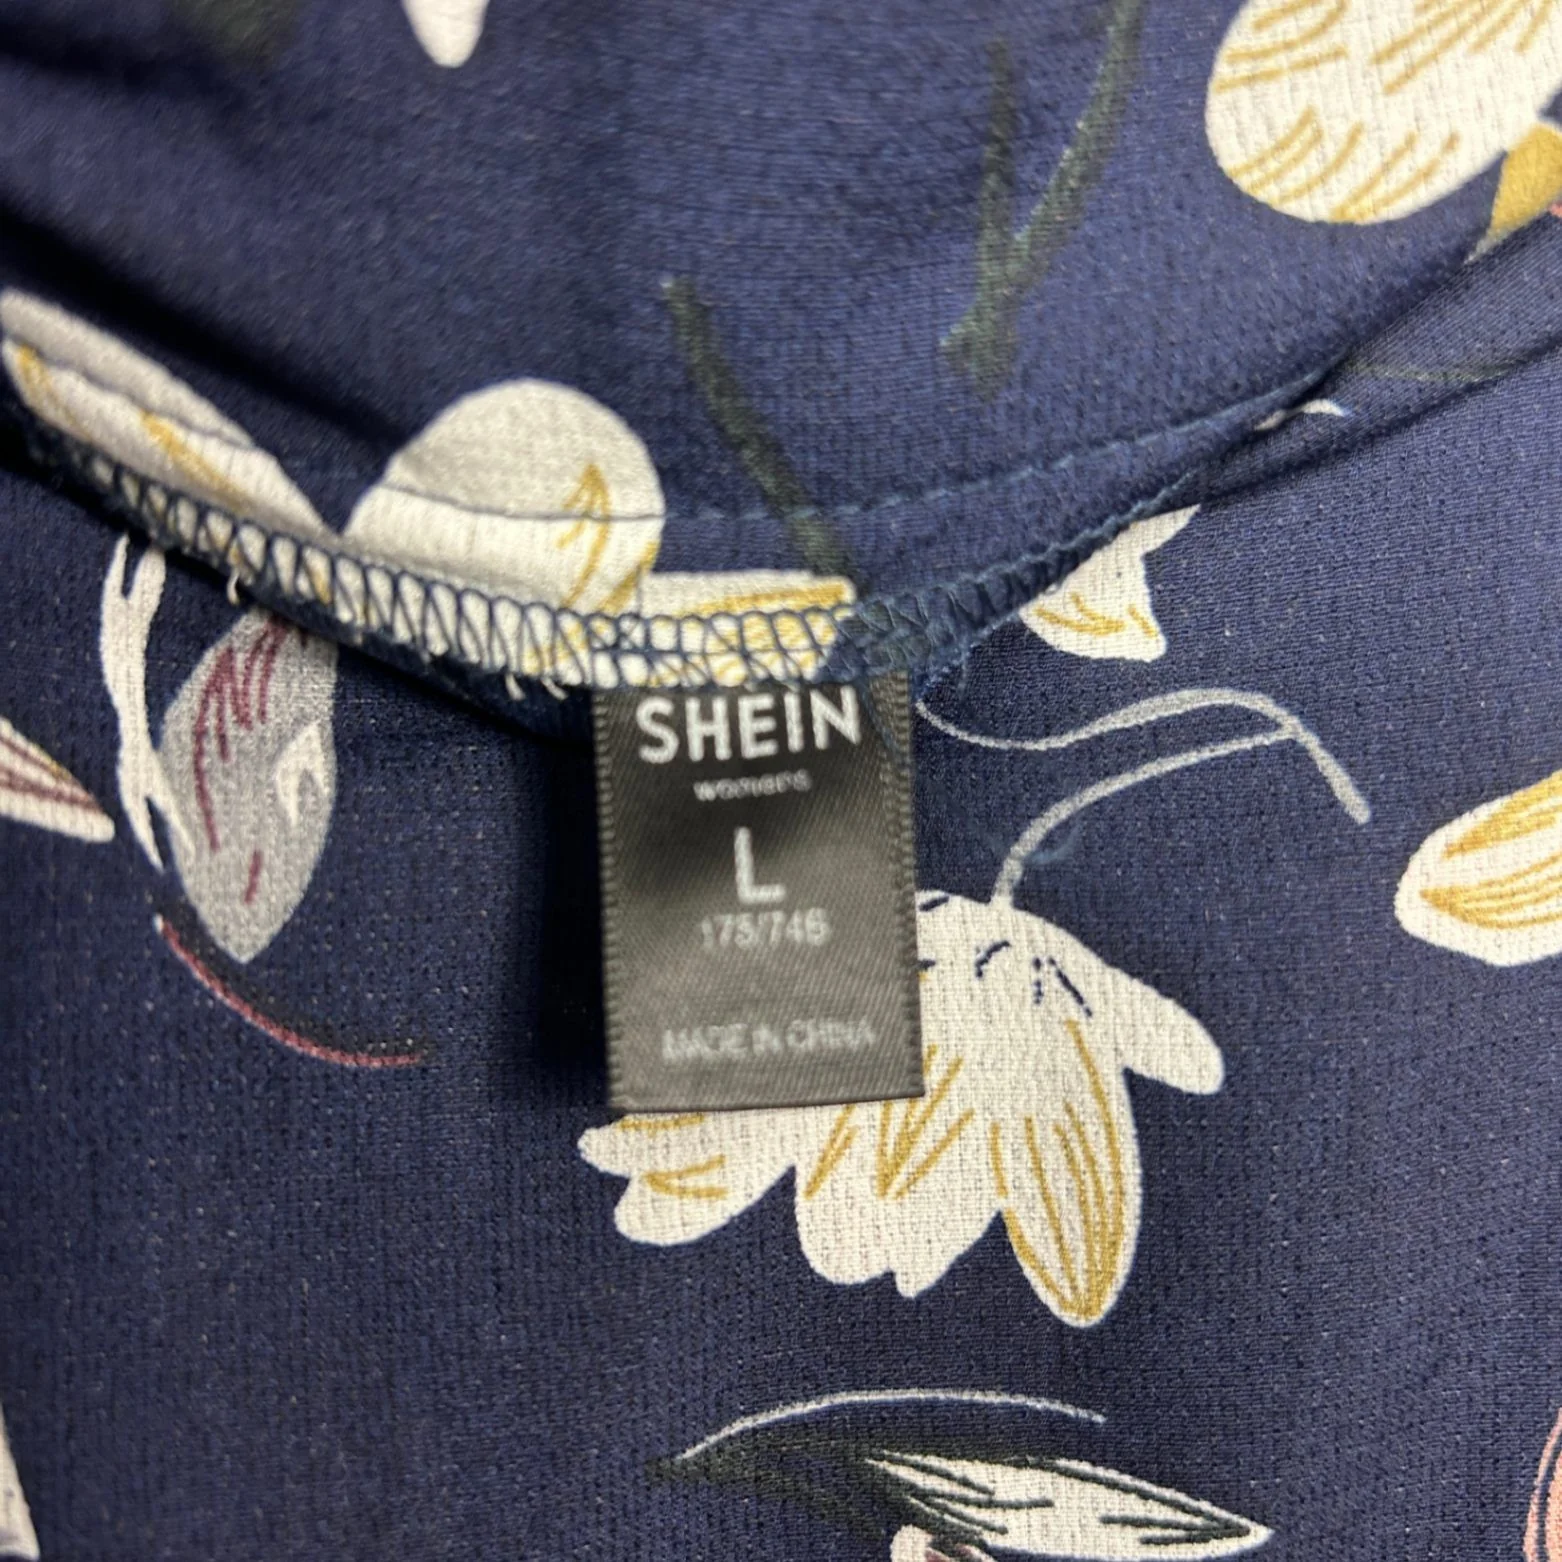 SHEIN
womens
L
175/74B
MADE IN CHINA